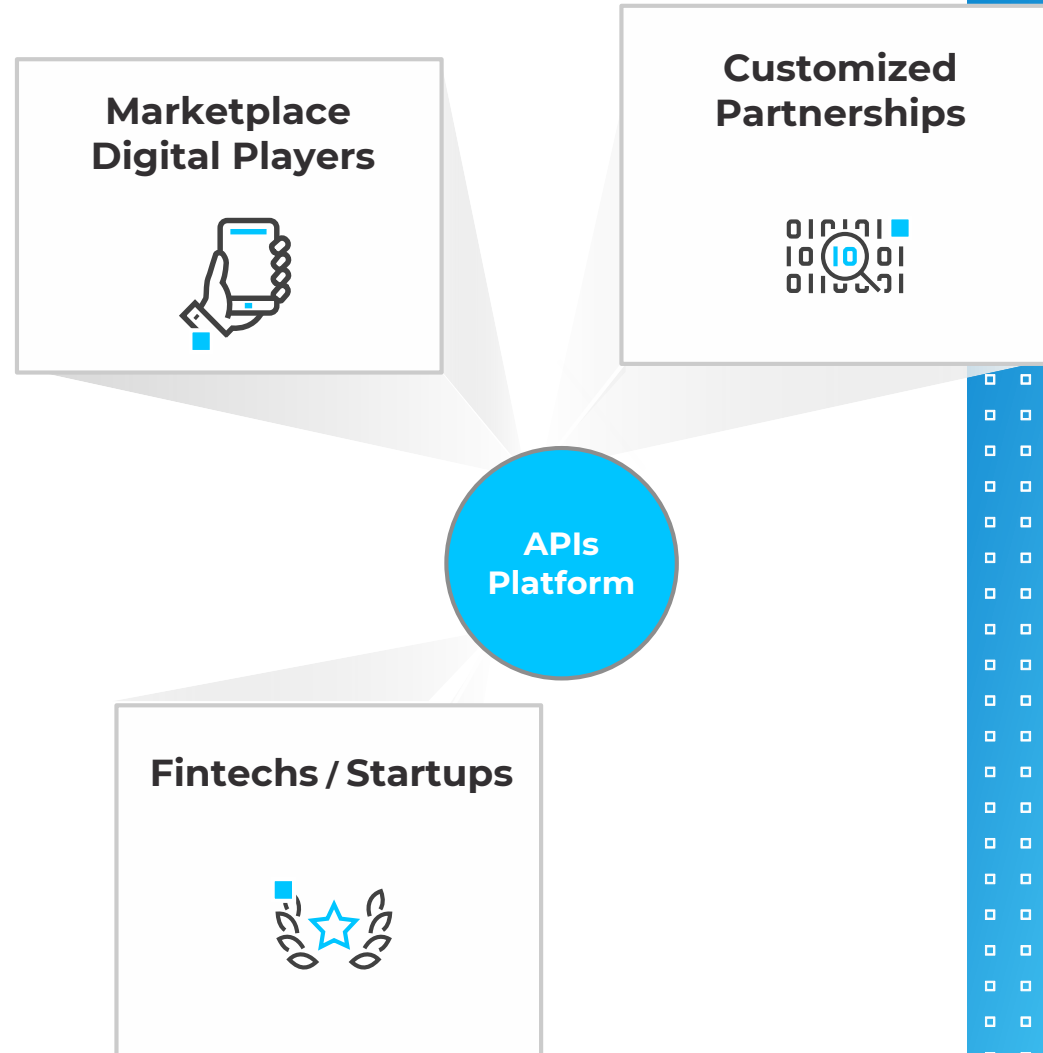 Marketplace
Digital Players
Customized
Partnerships
APIs
Platform
Fintechs / Startups